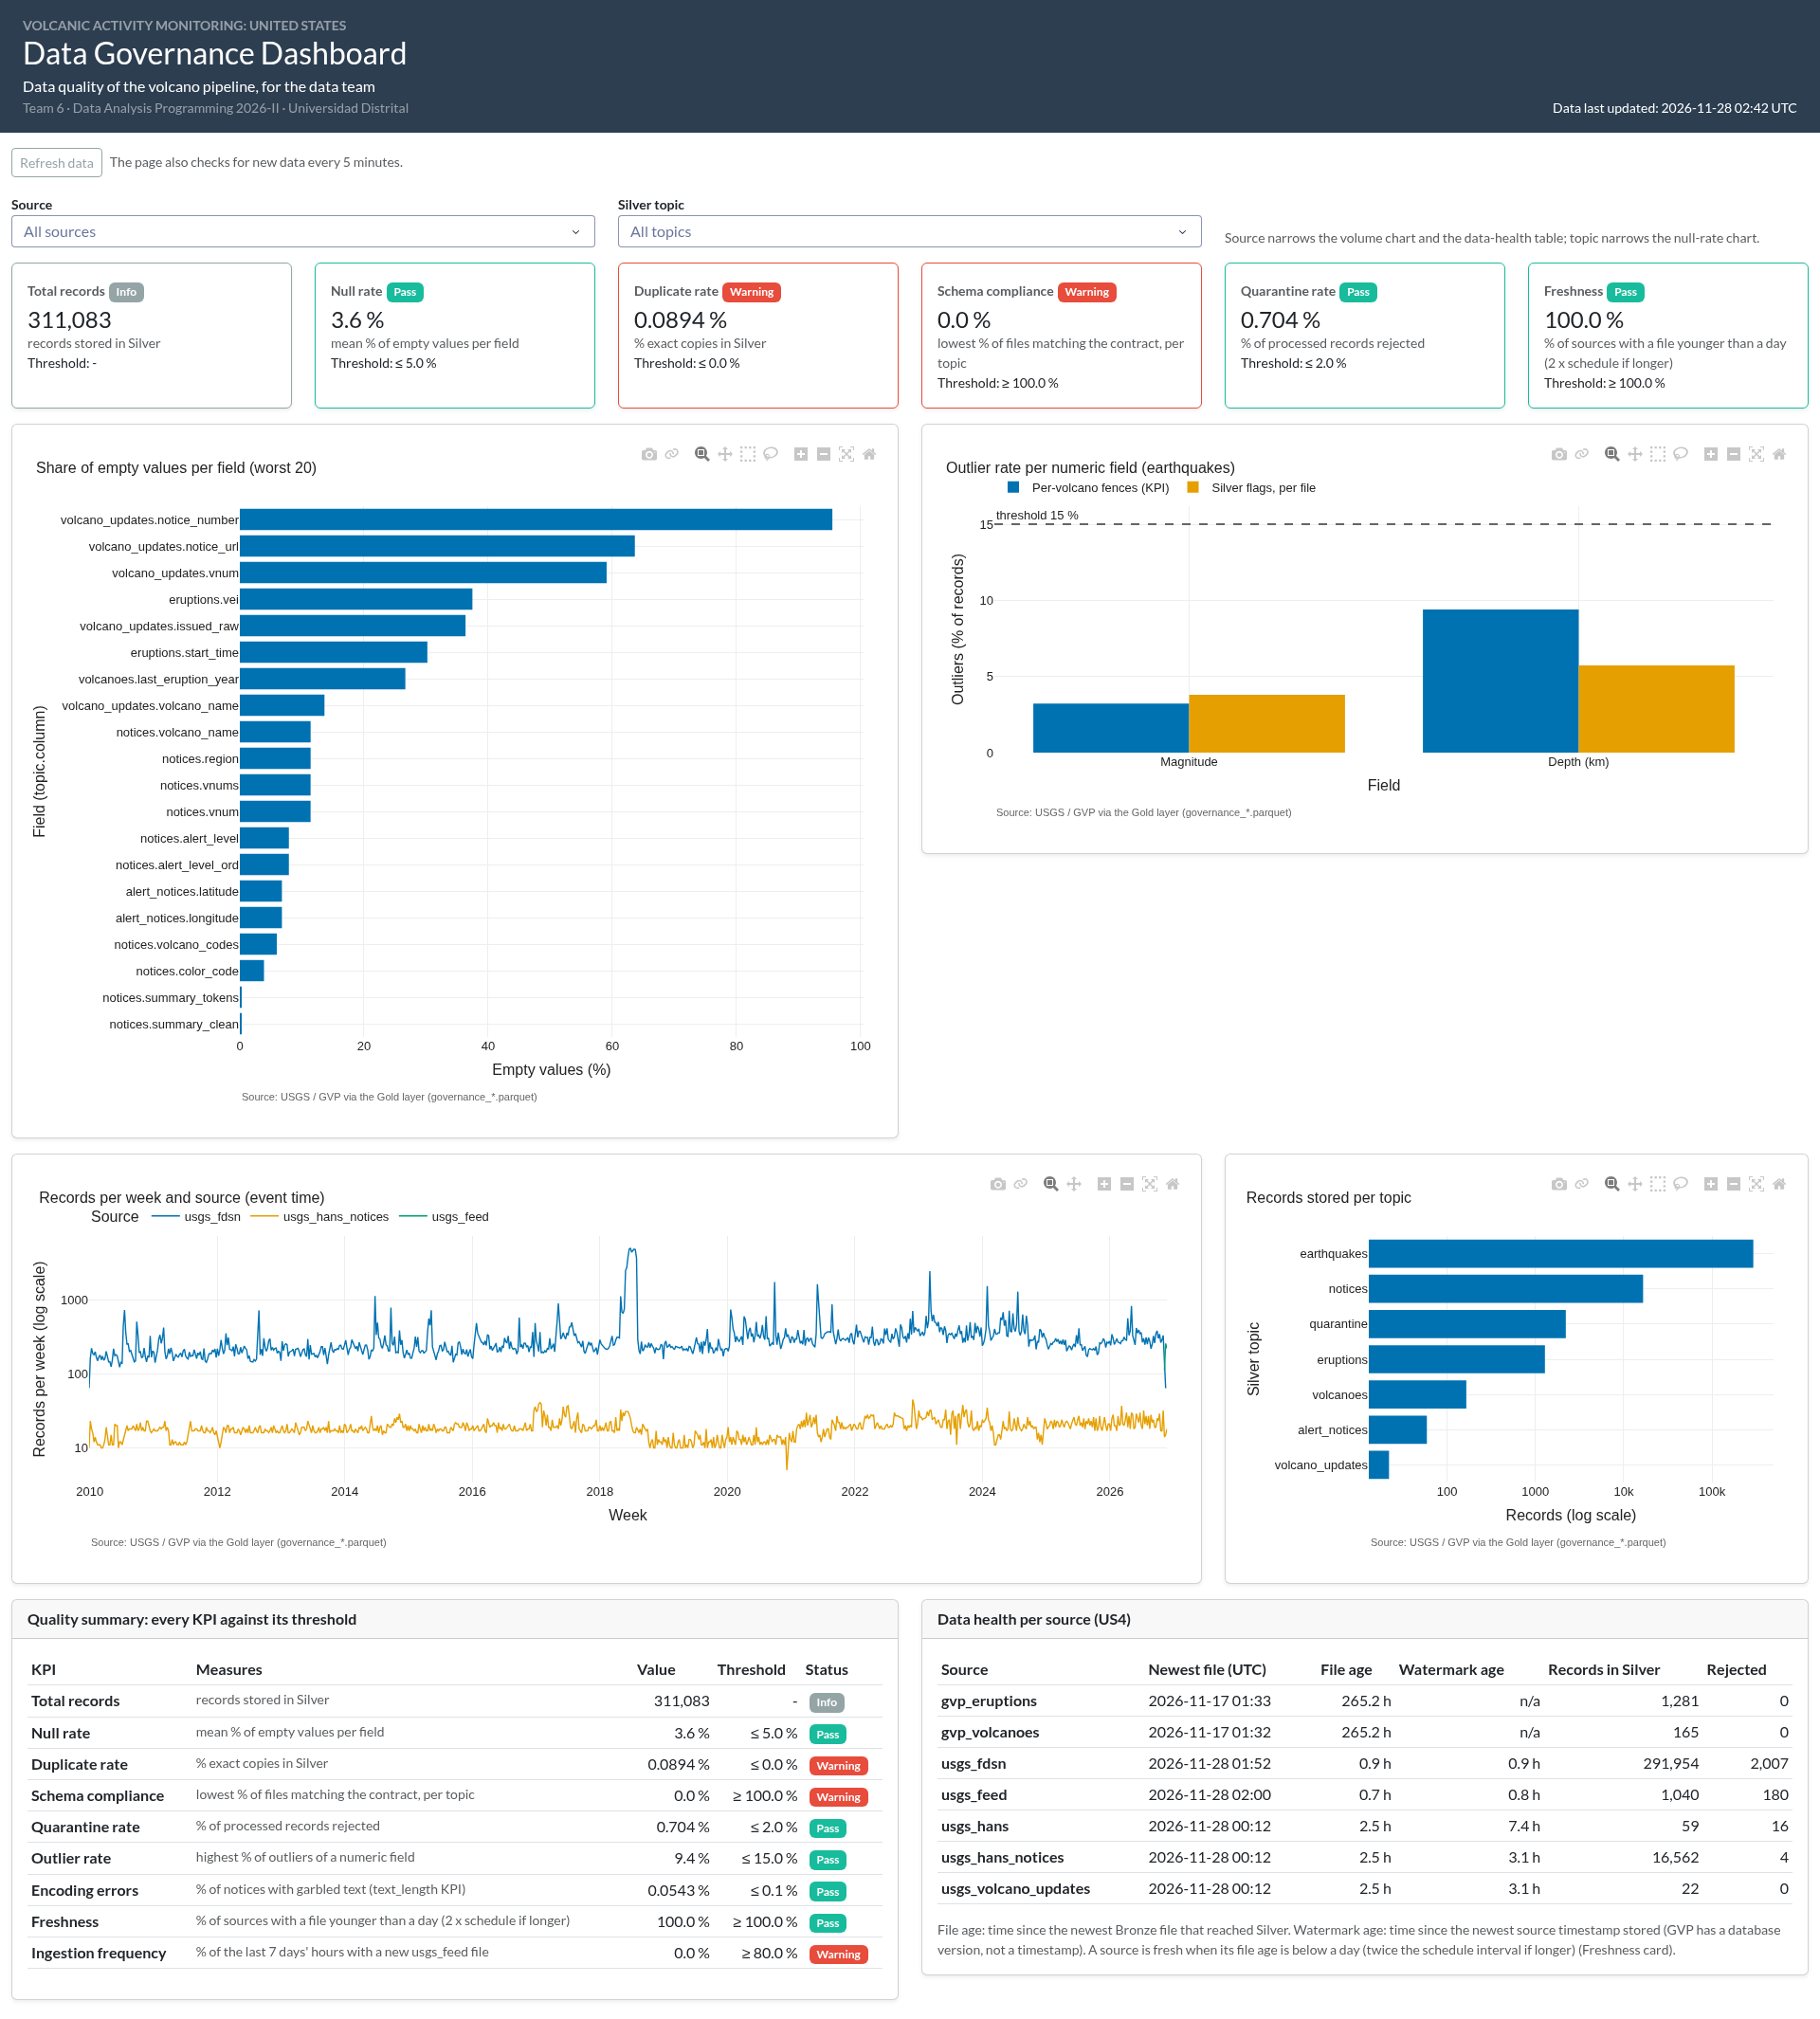 VOLCANIC ACTIVITY MONITORING: UNITED STATES
Data Governance Dashboard
Data quality of the volcano pipeline, for the data team
Team 6 · Data Analysis Programming 2026-II · Universidad Distrital
Data last updated: 2026-11-28 02:42 UTC
Refresh data
The page also checks for new data every 5 minutes.
Source
All sources
Silver topic
All topics
Source narrows the volume chart and the data-health table; topic narrows the null-rate chart.
Total records Info
311,083
records stored in Silver
Threshold: -
Null rate Pass
3.6 %
mean % of empty values per field
Threshold: ≤ 5.0 %
Duplicate rate Warning
0.0894 %
% exact copies in Silver
Threshold: ≤ 0.0 %
Schema compliance Warning
0.0 %
lowest % of files matching the contract, per
topic
Threshold: ≥ 100.0 %
Quarantine rate Pass
0.704 %
% of processed records rejected
Threshold: ≤ 2.0 %
Freshness Pass
100.0 %
% of sources with a file younger than a day
(2 x schedule if longer)
Threshold: ≥ 100.0 %
Share of empty values per field (worst 20)
Field (topic.column)
volcano_updates.notice_number
volcano_updates.notice_url
volcano_updates.vnum
eruptions.vei
volcano_updates.issued_raw
eruptions.start_time
volcanoes.last_eruption_year
volcano_updates.volcano_name
notices.volcano_name
notices.region
notices.vnums
notices.vnum
notices.alert_level
notices.alert_level_ord
alert_notices.latitude
alert_notices.longitude
notices.volcano_codes
notices.color_code
notices.summary_tokens
notices.summary_clean
0 20 40 60 80 100
Empty values (%)
Source: USGS / GVP via the Gold layer (governance_*.parquet)
Outlier rate per numeric field (earthquakes)
Per-volcano fences (KPI) Silver flags, per file
threshold 15 %
Outliers (% of records)
15
10
5
0
Magnitude Depth (km)
Field
Source: USGS / GVP via the Gold layer (governance_*.parquet)
Records per week and source (event time)
Source usgs_fdsn usgs_hans_notices usgs_feed
Records per week (log scale)
1000
100
10
2010 2012 2014 2016 2018 2020 2022 2024 2026
Week
Source: USGS / GVP via the Gold layer (governance_*.parquet)
Records stored per topic
Silver topic
earthquakes
notices
quarantine
eruptions
volcanoes
alert_notices
volcano_updates
100 1000 10k 100k
Records (log scale)
Source: USGS / GVP via the Gold layer (governance_*.parquet)
Quality summary: every KPI against its threshold
KPI Measures Value Threshold Status
Total records records stored in Silver 311,083 - Info
Null rate mean % of empty values per field 3.6 % ≤ 5.0 % Pass
Duplicate rate % exact copies in Silver 0.0894 % ≤ 0.0 % Warning
Schema compliance lowest % of files matching the contract, per topic 0.0 % ≥ 100.0 % Warning
Quarantine rate % of processed records rejected 0.704 % ≤ 2.0 % Pass
Outlier rate highest % of outliers of a numeric field 9.4 % ≤ 15.0 % Pass
Encoding errors % of notices with garbled text (text_length KPI) 0.0543 % ≤ 0.1 % Pass
Freshness % of sources with a file younger than a day (2 x schedule if longer) 100.0 % ≥ 100.0 % Pass
Ingestion frequency % of the last 7 days' hours with a new usgs_feed file 0.0 % ≥ 80.0 % Warning
Data health per source (US4)
Source Newest file (UTC) File age Watermark age Records in Silver Rejected
gvp_eruptions 2026-11-17 01:33 265.2 h n/a 1,281 0
gvp_volcanoes 2026-11-17 01:32 265.2 h n/a 165 0
usgs_fdsn 2026-11-28 01:52 0.9 h 0.9 h 291,954 2,007
usgs_feed 2026-11-28 02:00 0.7 h 0.8 h 1,040 180
usgs_hans 2026-11-28 00:12 2.5 h 7.4 h 59 16
usgs_hans_notices 2026-11-28 00:12 2.5 h 3.1 h 16,562 4
usgs_volcano_updates 2026-11-28 00:12 2.5 h 3.1 h 22 0
File age: time since the newest Bronze file that reached Silver. Watermark age: time since the newest source timestamp stored (GVP has a database
version, not a timestamp). A source is fresh when its file age is below a day (twice the schedule interval if longer) (Freshness card).